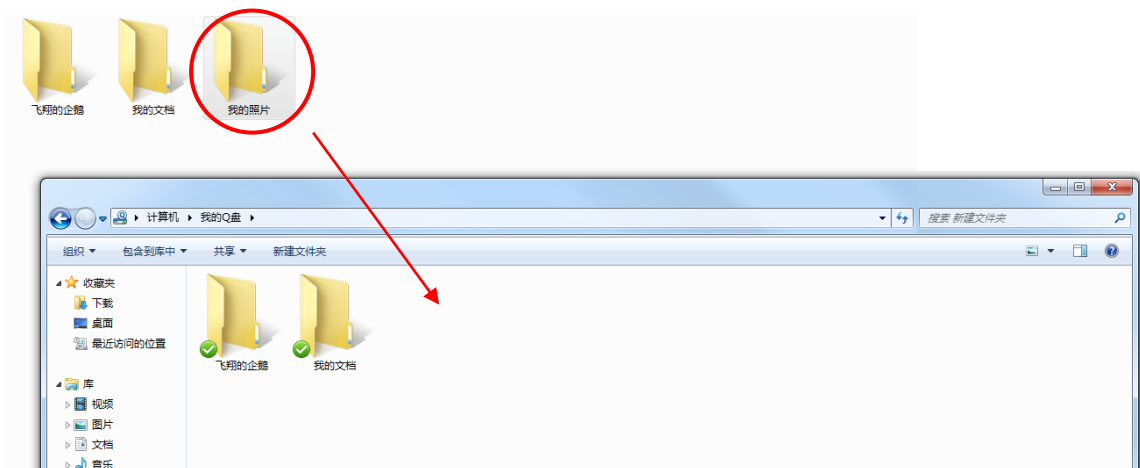 飞翔的企鹅 我的文档 我的照片
计算机 我的Q盘 搜索 新建文件夹
组织 包含到库中 共享 新建文件夹
收藏夹
下载
桌面
最近访问的位置
飞翔的企鹅 我的文档
库
视频
图片
文档
音乐